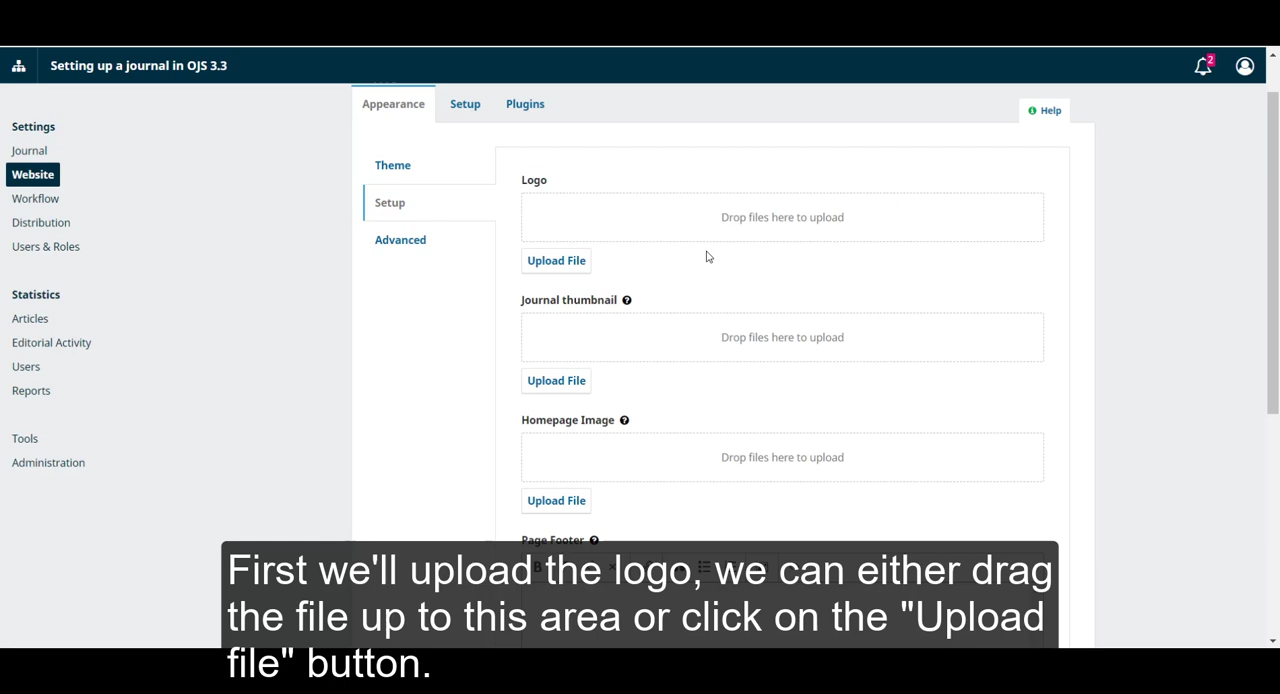 Setting up a journal in OJS 3.3
2
Appearance Setup Plugins
Help
Settings
Journal
Website
Workflow
Distribution
Users & Roles
Statistics
Articles
Editorial Activity
Users
Reports
Tools
Administration
Theme
Setup
Advanced
Logo
Drop files here to upload
Upload File
Journal thumbnail
Drop files here to upload
Upload File
Homepage Image
Drop files here to upload
Upload File
Page Footer
B
First we'll upload the logo, we can either drag
the file up to this area or click on the "Upload
file" button.